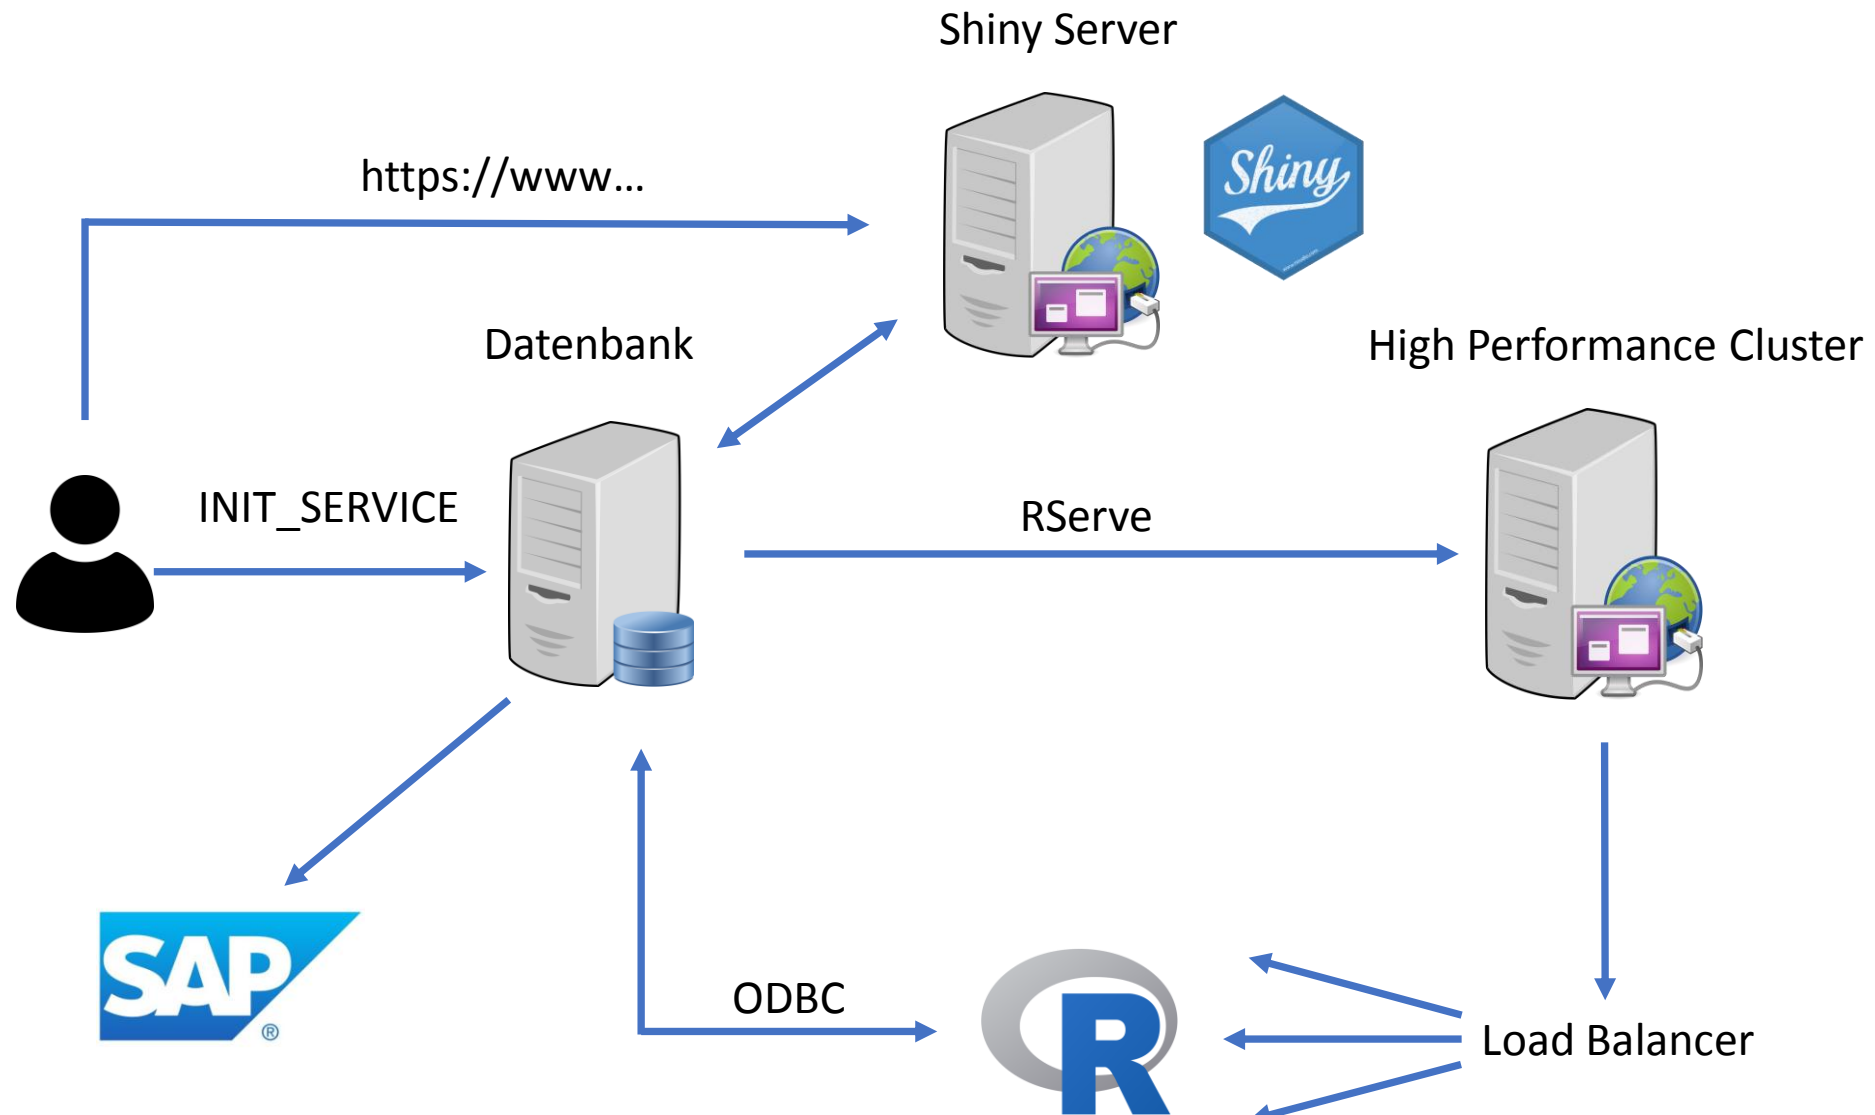 Shiny Server
Shiny
https://www...
Datenbank
High Performance Cluster
INIT_SERVICE
RServe
SAP
®
ODBC
R
Load Balancer